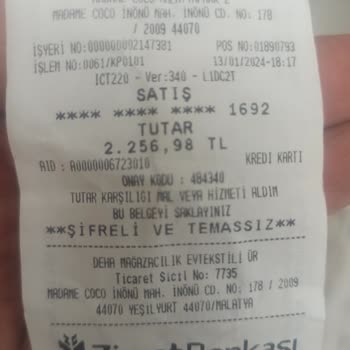 MADAME COCO İNÖNÜ MAH. İNÖNÜ CD. NO: 178
/ 2009 44070
İŞYERİ NO:000000002147381 POS NO:01890793
İŞLEM NO:0061/KP0101 13/01/2024-18:17
ICT220 - Ver:340 - L1DC2T
SATIŞ
**** **** **** 1692
TUTAR
2.256,98 TL
AID : A0000006723010 KREDI KARTI
ONAY KODU : 484340
TUTAR KARŞILIĞI MAL VEYA HİZMETİ ALDIM
BU BELGEYİ SAKLAYINIZ
**ŞİFRELİ VE TEMASSIZ**
DEHA MAĞAZACILIK EVTEKSTİLİ ÜR
Ticaret Sicil No: 7735
MADAME COCO İNÖNÜ MAH. İNÖNÜ CD. NO: 178 / 2009
44070 YEŞİLYURT 44070/MALATYA
Ziraat Bankası